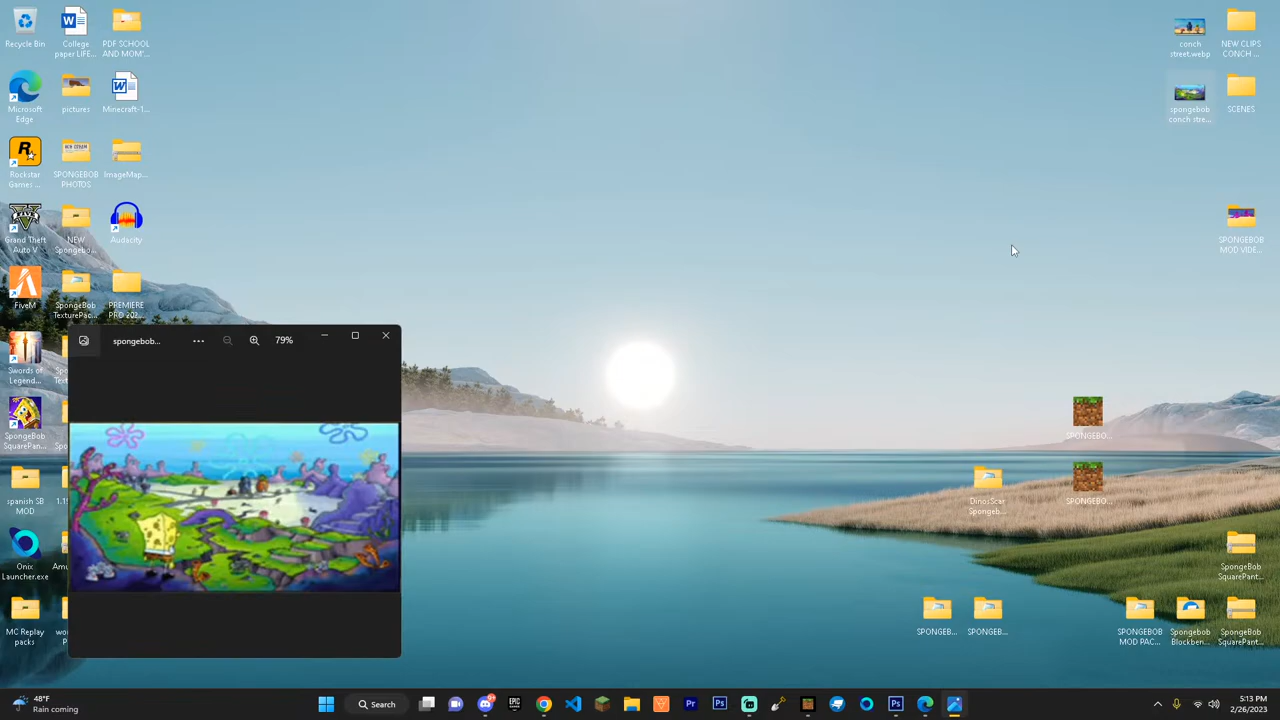 Recycle Bin
College
paper LIFE...
PDF SCHOOL
AND MOM'...
Microsoft
Edge
pictures
Minecraft-1...
Rockstar
Games ...
SPONGEBOB
PHOTOS
ImageMap...
Grand Theft
Auto V
NEW
Spongebo...
Audacity
FiveM
SpongeBob
TexturePac...
PREMIERE
PRO 202...
Swords of
Legend...
SpongeBob
SquarePan...
spanish SB
MOD
Onix
Launcher.exe
MC Replay
packs
spongebob...
79%
conch
street.webp
NEW CLIPS
CONCH ...
spongebob
conch stre...
SCENES
SPONGEBOB
MOD VIDE...
SPONGEBO...
DinosScar
Spongeb...
SPONGEBO...
SpongeBob
SquarePant...
SPONGEB...
SPONGEB...
SPONGEBOB
MOD PAC...
Spongebob
Blockben...
SpongeBob
SquarePant...
48°F
Rain coming
Search
5:13 PM
2/26/2023